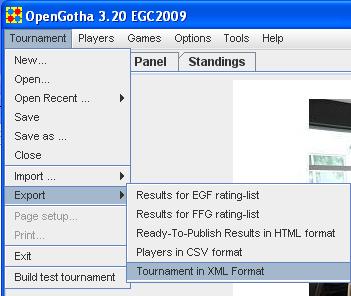 OpenGotha 3.20 EGC2009
Tournament Players Games Options Tools Help
Panel Standings
New...
Open...
Open Recent ...
Save
Save as ...
Close
Import ...
Export
Results for EGF rating-list
Results for FFG rating-list
Page setup...
Ready-To-Publish Results in HTML format
Print...
Players in CSV format
Exit
Tournament in XML Format
Build test tournament